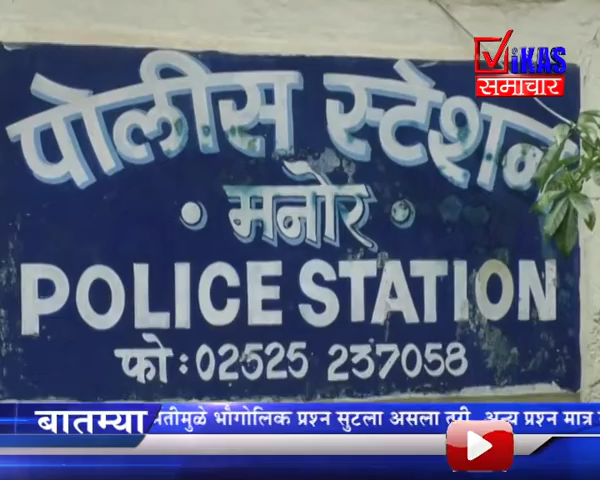 ViKAS
समाचार
पोलीस स्टेशन
मनोर
POLICE STATION
फो : 02525 237058
बातम्या
भौगोलिक प्रश्न सुटला असला तरी, अन्य प्रश्न मात्र